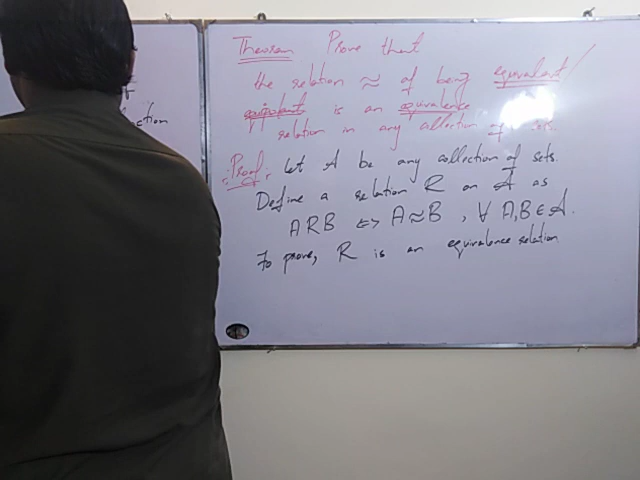 ction
Theorem Prove that
the relation ≈ of being equivalent/
equipotent is an equivalence
relation in any collection of sets.
Proof: Let A be any collection of sets.
Define a relation R on A as
ARB ⇔ A≈B , ∀ A,B∈A.
To prove, R is an equivalence relation